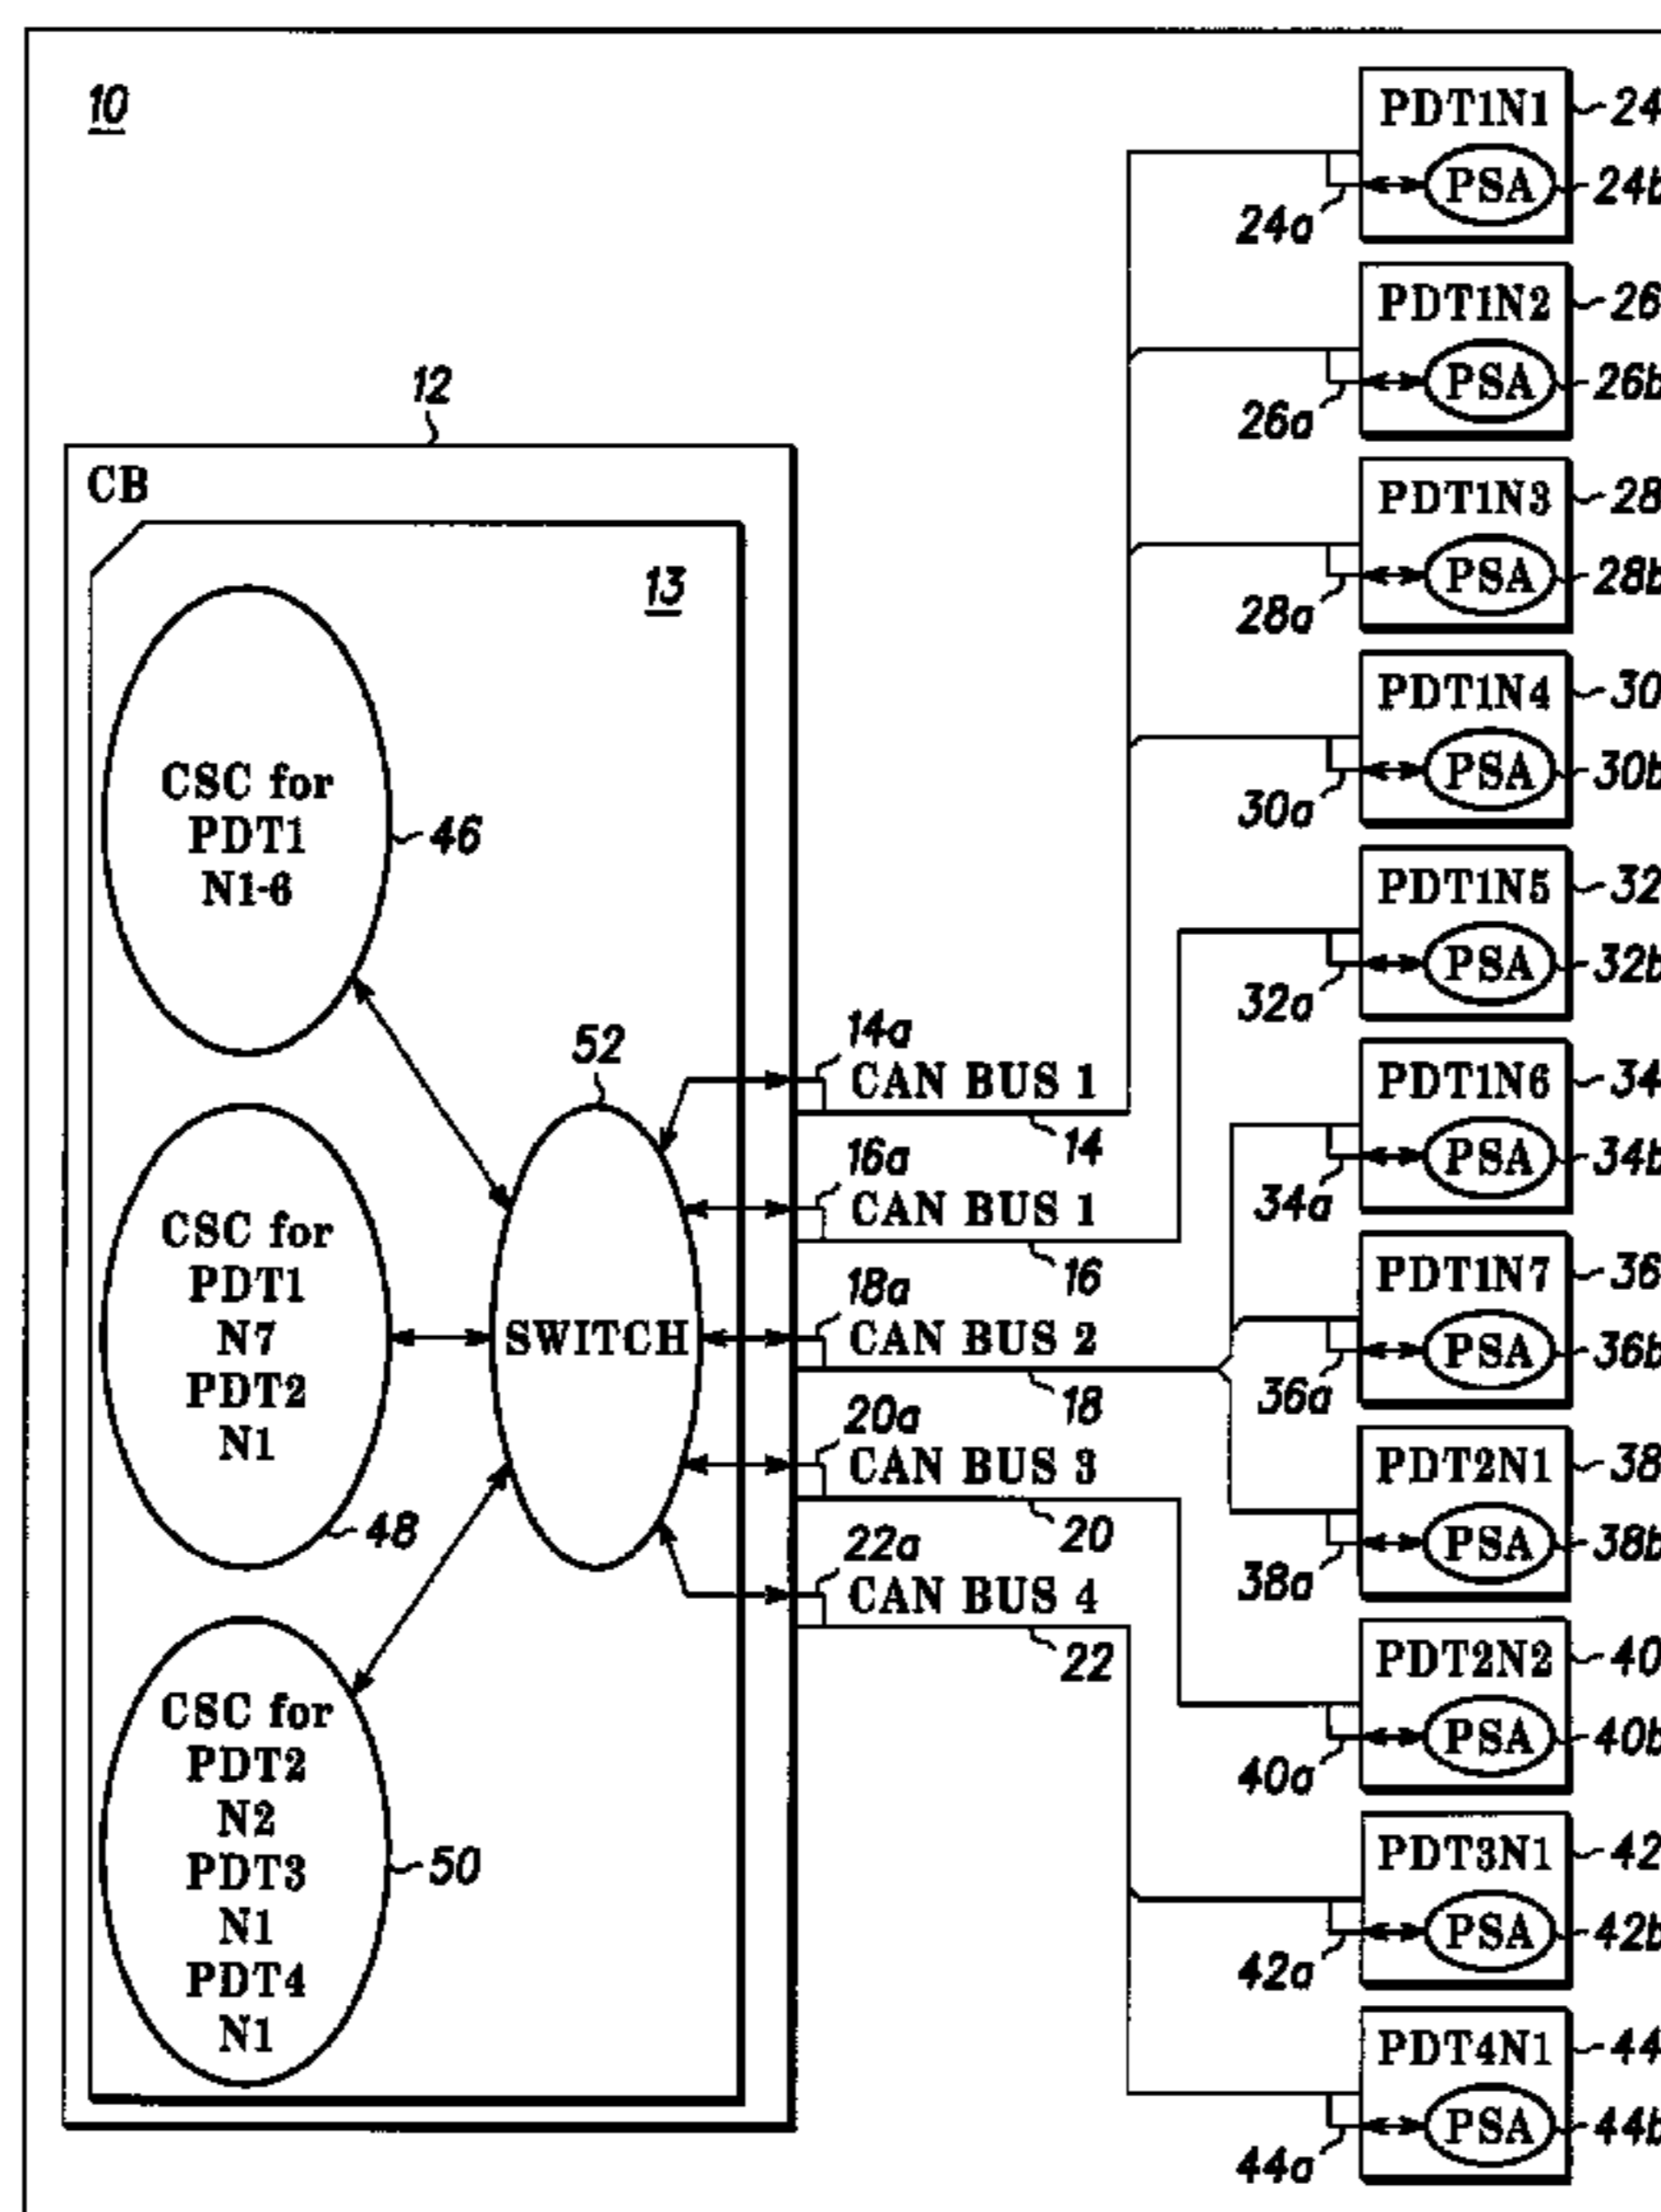 10
12
CB
13
CSC for
PDT1
N1-6
46
CSC for
PDT1
N7
PDT2
N1
48
CSC for
PDT2
N2
PDT3
N1
PDT4
N1
50
52
SWITCH
14a
CAN BUS 1
14
16a
CAN BUS 1
16
18a
CAN BUS 2
18
20a
CAN BUS 3
20
22a
CAN BUS 4
22
PDT1N1
24
PSA
24b
24a
PDT1N2
26
PSA
26b
26a
PDT1N3
28
PSA
28b
28a
PDT1N4
30
PSA
30b
30a
PDT1N5
32
PSA
32b
32a
PDT1N6
34
PSA
34b
34a
PDT1N7
36
PSA
36b
36a
PDT2N1
38
PSA
38b
38a
PDT2N2
40
PSA
40b
40a
PDT3N1
42
PSA
42b
42a
PDT4N1
44
PSA
44b
44a